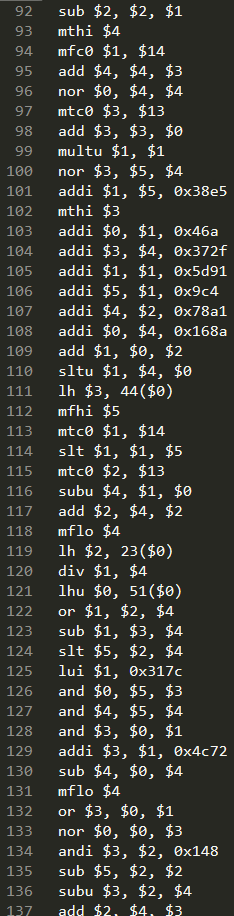 92 sub $2, $2, $1
93 mthi $4
94 mfc0 $1, $14
95 add $4, $4, $3
96 nor $0, $4, $4
97 mtc0 $3, $13
98 add $3, $3, $0
99 multu $1, $1
100 nor $3, $5, $4
101 addi $1, $5, 0x38e5
102 mthi $3
103 addi $0, $1, 0x46a
104 addi $3, $4, 0x372f
105 addi $1, $1, 0x5d91
106 addi $5, $1, 0x9c4
107 addi $4, $2, 0x78a1
108 addi $0, $4, 0x168a
109 add $1, $0, $2
110 sltu $1, $4, $0
111 lh $3, 44($0)
112 mfhi $5
113 mtc0 $1, $14
114 slt $1, $1, $5
115 mtc0 $2, $13
116 subu $4, $1, $0
117 add $2, $4, $2
118 mflo $4
119 lh $2, 23($0)
120 div $1, $4
121 lhu $0, 51($0)
122 or $1, $2, $4
123 sub $1, $3, $4
124 slt $5, $2, $4
125 lui $1, 0x317c
126 and $0, $5, $3
127 and $4, $5, $4
128 and $3, $0, $1
129 addi $3, $1, 0x4c72
130 sub $4, $0, $4
131 mflo $4
132 or $3, $0, $1
133 nor $0, $0, $3
134 andi $3, $2, 0x148
135 sub $5, $2, $2
136 subu $3, $2, $4
137 add $2, $4, $3